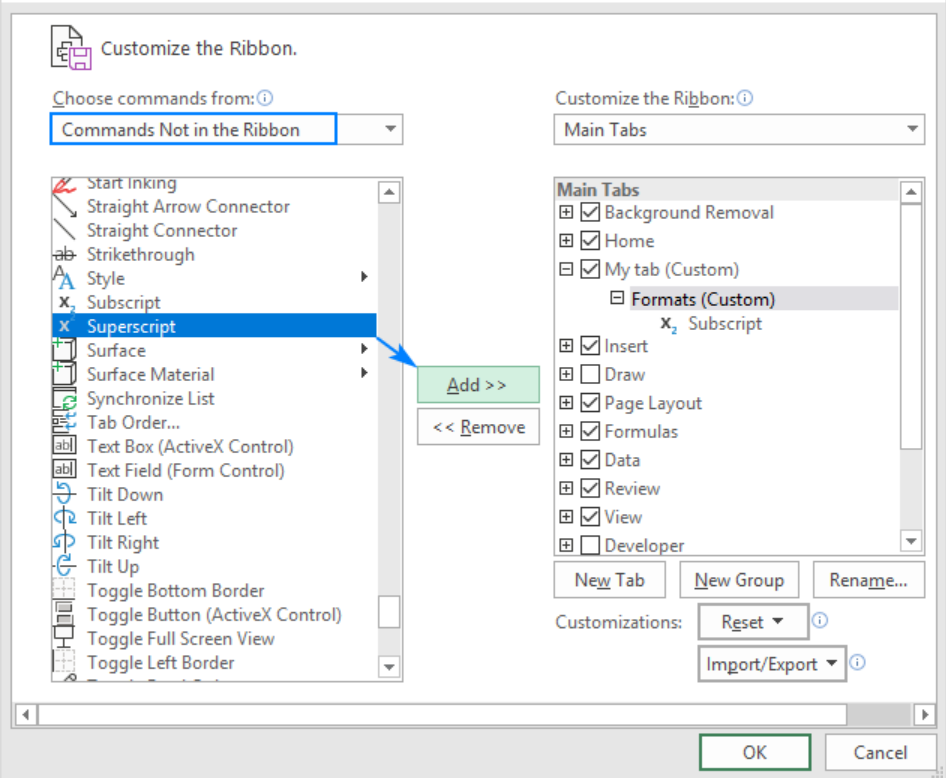 Customize the Ribbon.
Choose commands from:
Commands Not in the Ribbon
Start Inking
Straight Arrow Connector
Straight Connector
ab Strikethrough
Style
Subscript
Superscript
Surface
Surface Material
Synchronize List
Tab Order...
Text Box (ActiveX Control)
Text Field (Form Control)
Tilt Down
Tilt Left
Tilt Right
Tilt Up
Toggle Bottom Border
Toggle Button (ActiveX Control)
Toggle Full Screen View
Toggle Left Border
Add >>
<< Remove
Customize the Ribbon:
Main Tabs
Main Tabs
Background Removal
Home
My tab (Custom)
Formats (Custom)
Subscript
Insert
Draw
Page Layout
Formulas
Data
Review
View
Developer
New Tab
New Group
Rename...
Customizations:
Reset
Import/Export
OK
Cancel